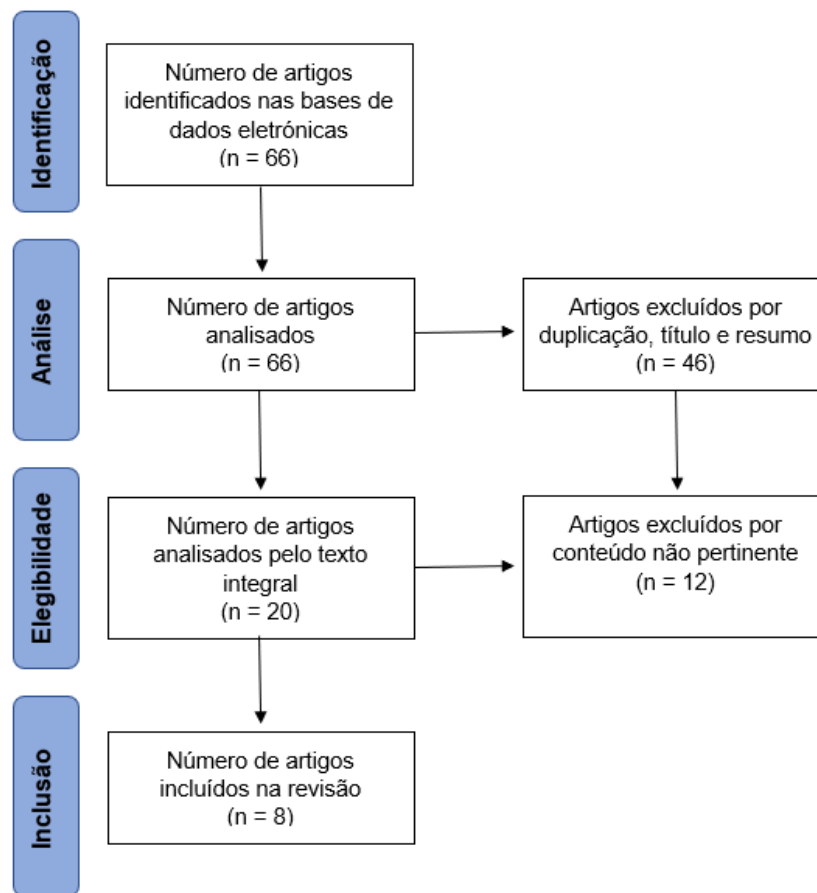 Identificação
Número de artigos
identificados nas bases de
dados eletrónicas
(n = 66)
Análise
Número de artigos
analisados
(n = 66)
Artigos excluídos por
duplicação, título e resumo
(n = 46)
Elegibilidade
Número de artigos
analisados pelo texto
integral
(n = 20)
Artigos excluídos por
conteúdo não pertinente
(n = 12)
Inclusão
Número de artigos
incluídos na revisão
(n = 8)